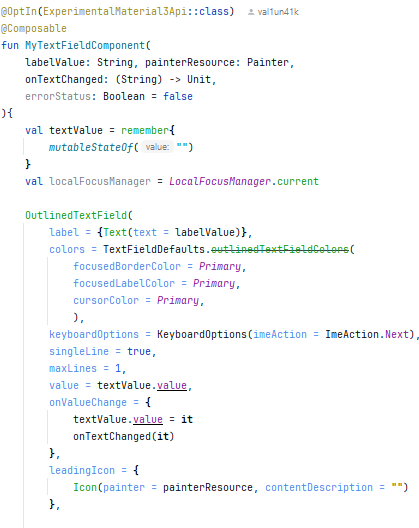 @OptIn(ExperimentalMaterial3Api::class) val1un41k
@Composable
fun MyTextFieldComponent(
    labelValue: String, painterResource: Painter,
    onTextChanged: (String) -> Unit,
    errorStatus: Boolean = false
){
    val textValue = remember{
        mutableStateOf( value: "")
    }
    val localFocusManager = LocalFocusManager.current

    OutlinedTextField(
        label = {Text(text = labelValue)},
        colors = TextFieldDefaults.outlinedTextFieldColors(
            focusedBorderColor = Primary,
            focusedLabelColor = Primary,
            cursorColor = Primary,
            ),
        keyboardOptions = KeyboardOptions(imeAction = ImeAction.Next),
        singleLine = true,
        maxLines = 1,
        value = textValue.value,
        onValueChange = {
            textValue.value = it
            onTextChanged(it)
        },
        leadingIcon = {
            Icon(painter = painterResource, contentDescription = "")
        },